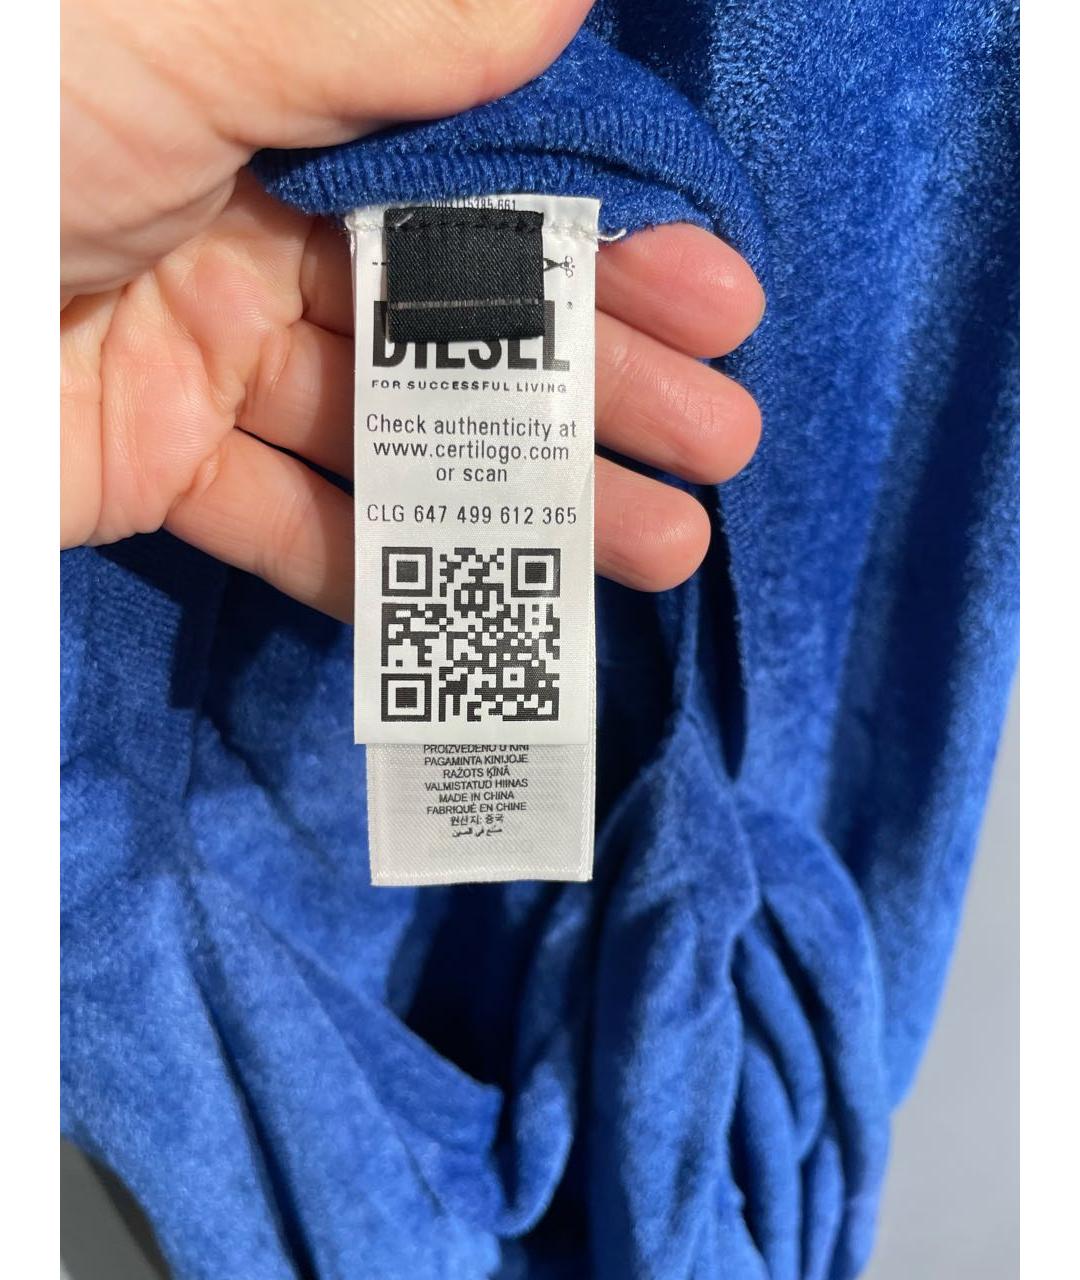 DIESEL
FOR SUCCESSFUL LIVING
Check authenticity at
www.certilogo.com
or scan
CLG 647 499 612 365
PROIZVEDENO U KINI
PAGAMINTA KINIJOJE
RAŽOTS ĶĪNĀ
VALMISTATUD HIINAS
MADE IN CHINA
FABRIQUÉ EN CHINE
원산지: 중국
صنع في الصين